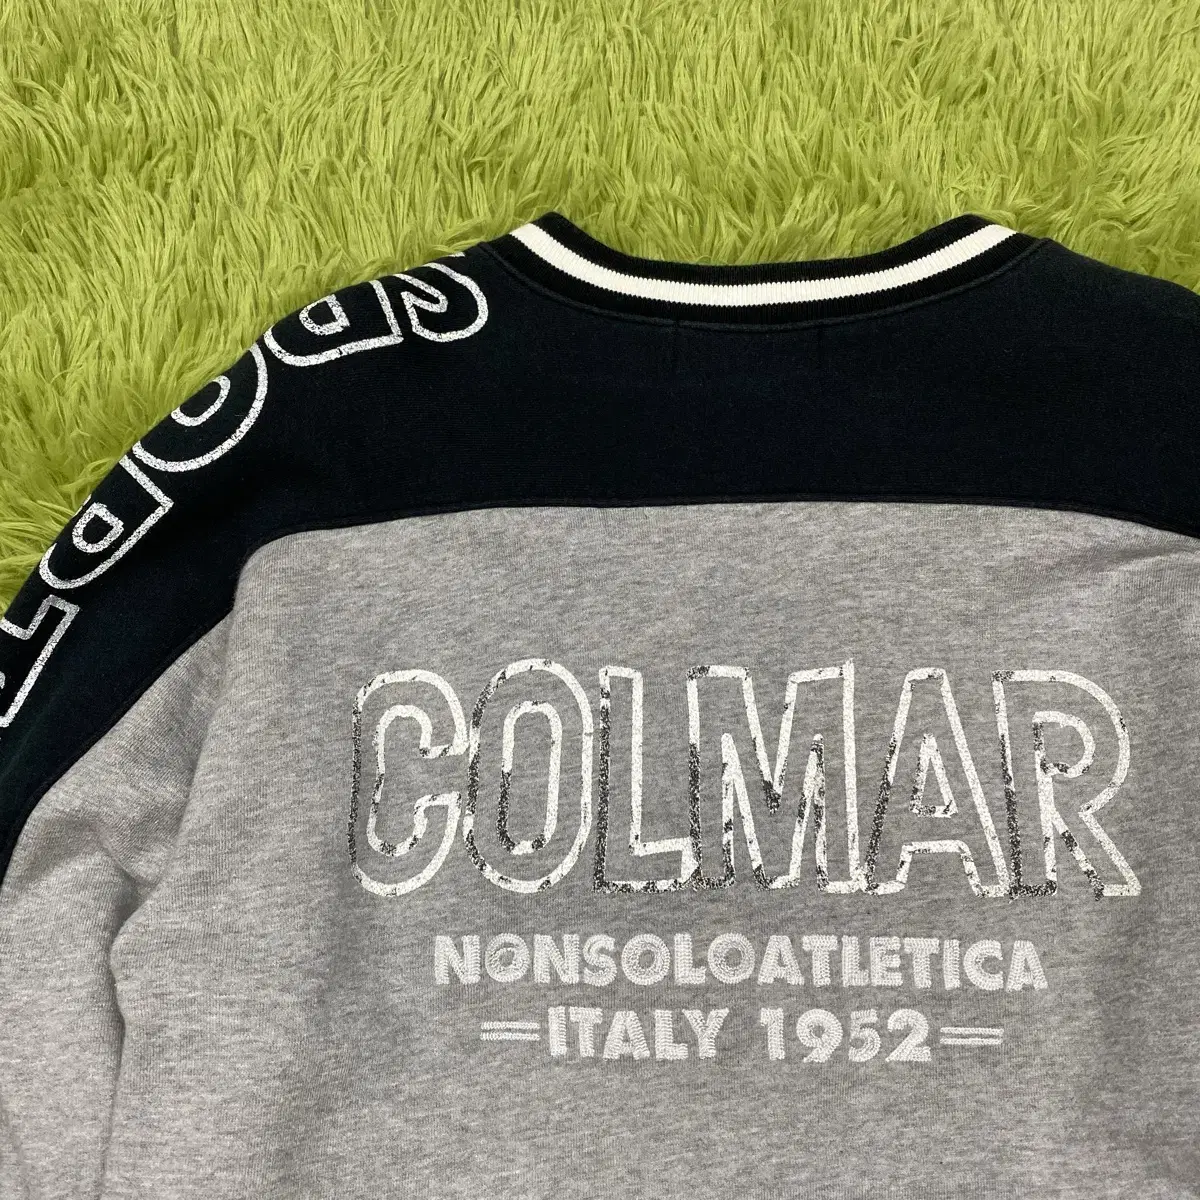 COLMAR
NONSOLOATLETICA
=ITALY 1952=